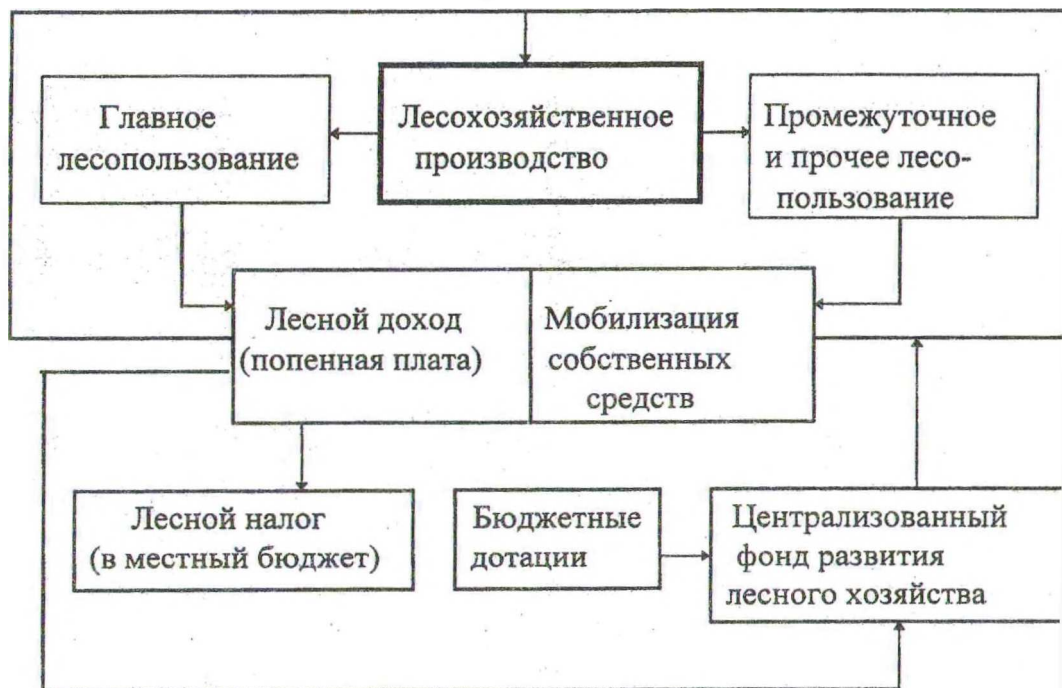 Главное
лесопользование
Лесохозяйственное
производство
Промежуточное
и прочее лесо-
пользование
Лесной доход
(попенная плата)
Мобилизация
собственных
средств
Лесной налог
(в местный бюджет)
Бюджетные
дотации
Централизованный
фонд развития
лесного хозяйства